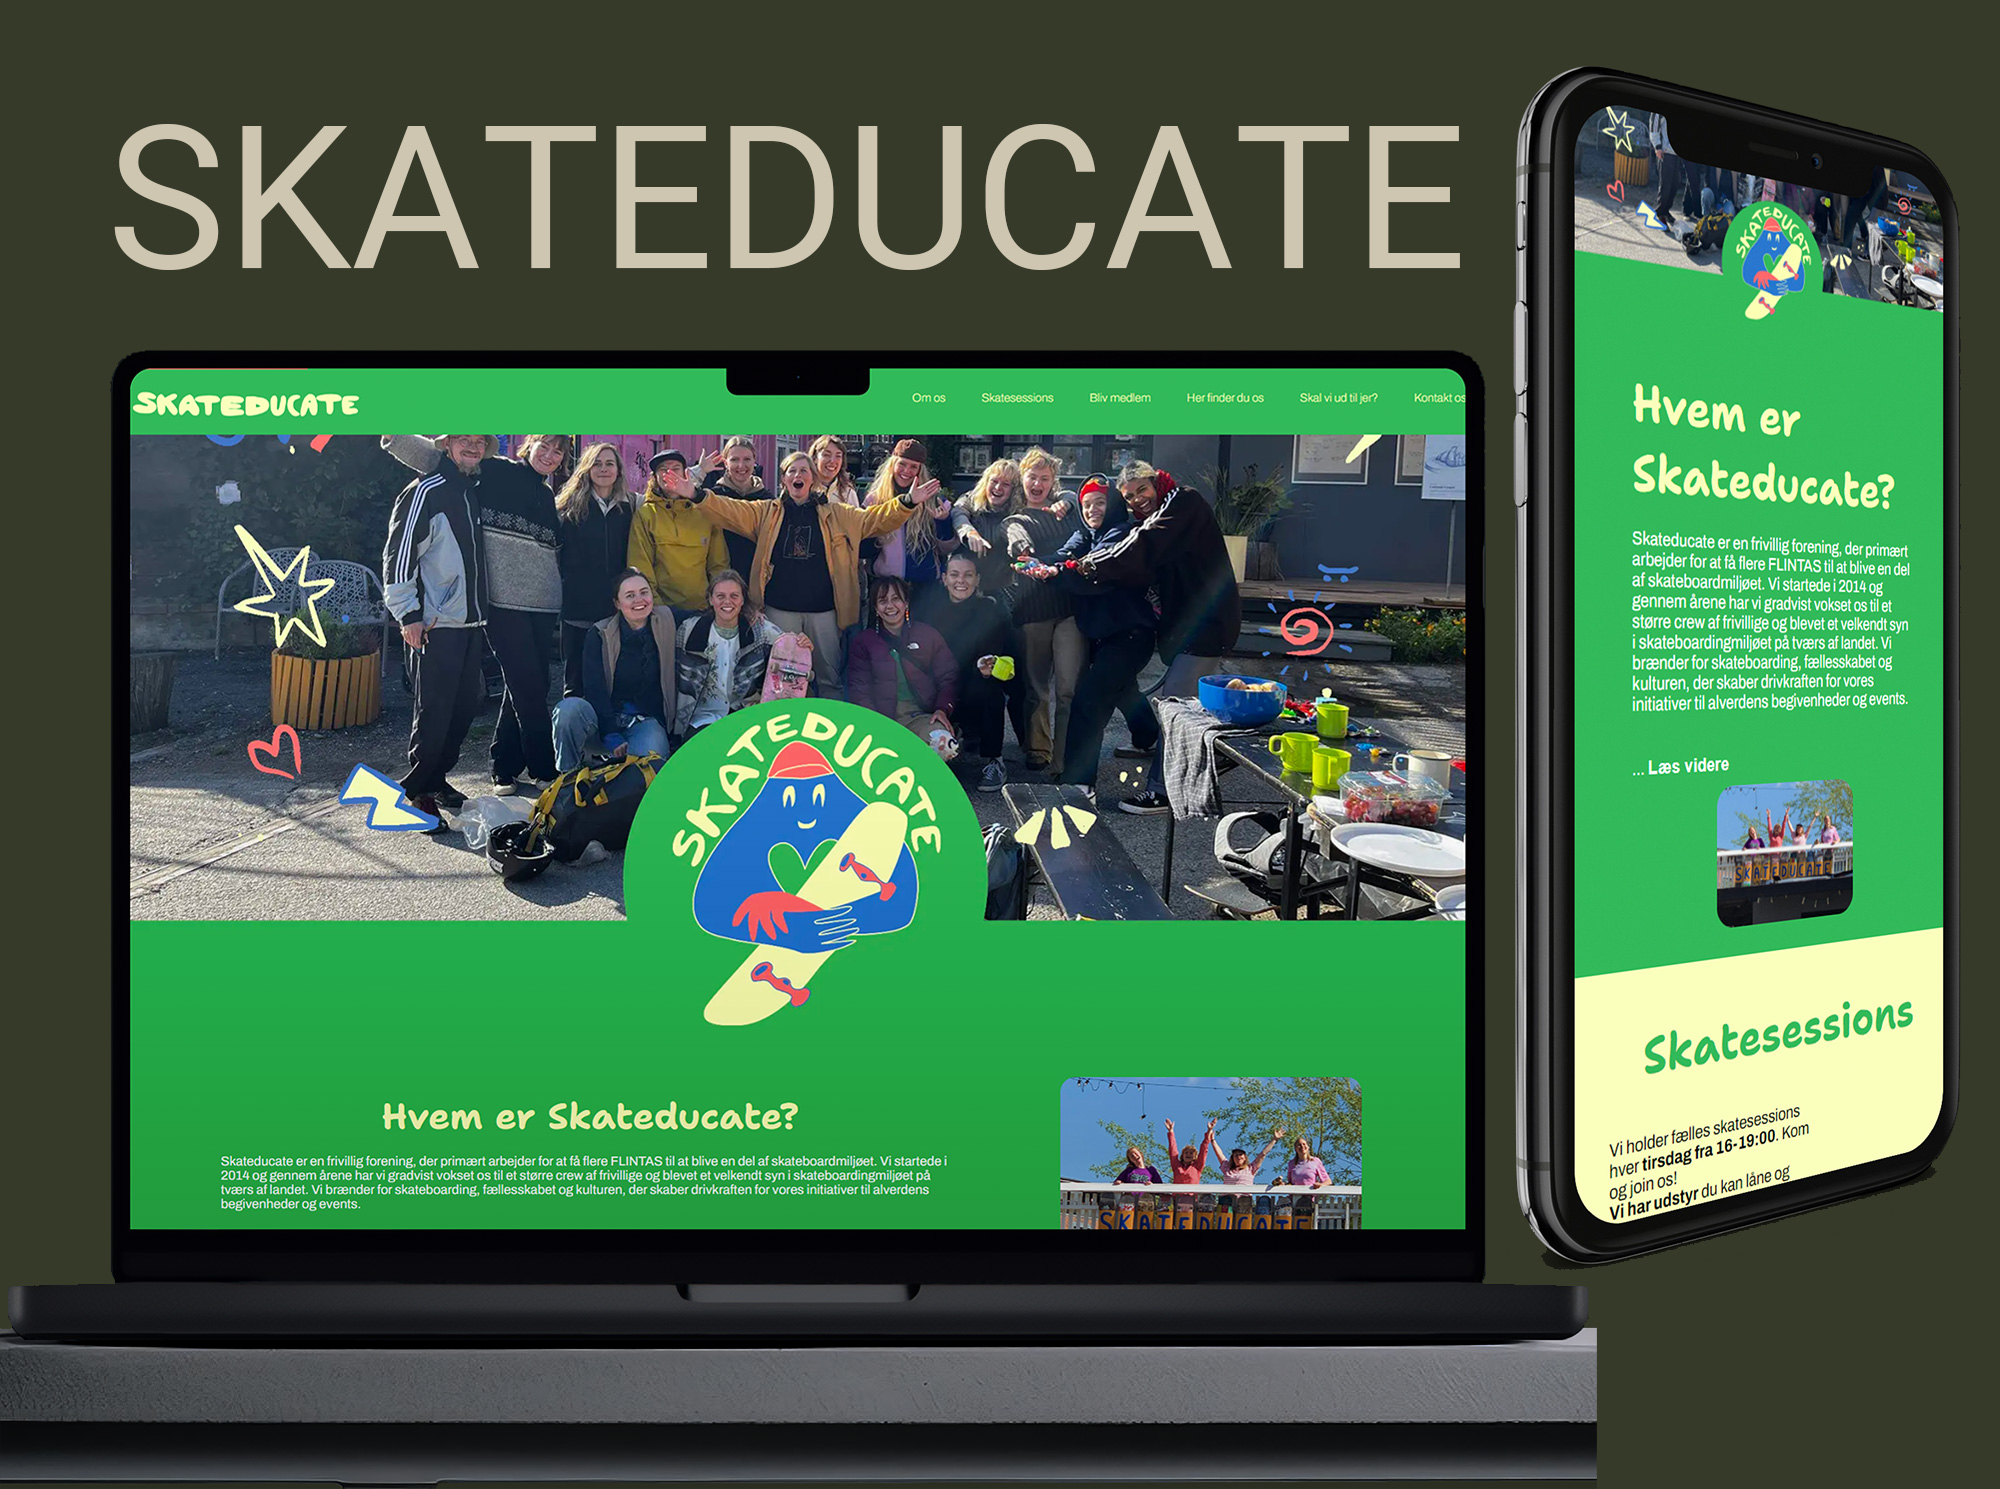 SKATEDUCATE
SKATEDUCATE
Om os Skatesessions Bliv medlem Her finder du os Skal vi ud til jer? Kontakt os
SKATEDUCATE
Hvem er Skateducate?
Skateducate er en frivillig forening, der primært arbejder for at få flere FLINTAS til at blive en del af skateboardmiljøet. Vi startede i
2014 og gennem årene har vi gradvist vokset os til et større crew af frivillige og blevet et velkendt syn i skateboardingmiljøet på
tværs af landet. Vi brænder for skateboarding, fællesskabet og kulturen, der skaber drivkraften for vores initiativer til alverdens
begivenheder og events.
SKATEDUCATE
SKATEDUCATE
Hvem er
Skateducate?
Skateducate er en frivillig forening, der primært
arbejder for at få flere FLINTAS til at blive en del
af skateboardmiljøet. Vi startede i 2014 og
gennem årene har vi gradvist vokset os til et
større crew af frivillige og blevet et velkendt syn
i skateboardingmiljøet på tværs af landet. Vi
brænder for skateboarding, fællesskabet og
kulturen, der skaber drivkraften for vores
initiativer til alverdens begivenheder og events.
... Læs videre
SKATEDUCATE
Skatesessions
Vi holder fælles skatesessions
hver tirsdag fra 16-19:00. Kom
og join os!
Vi har udstyr du kan låne og